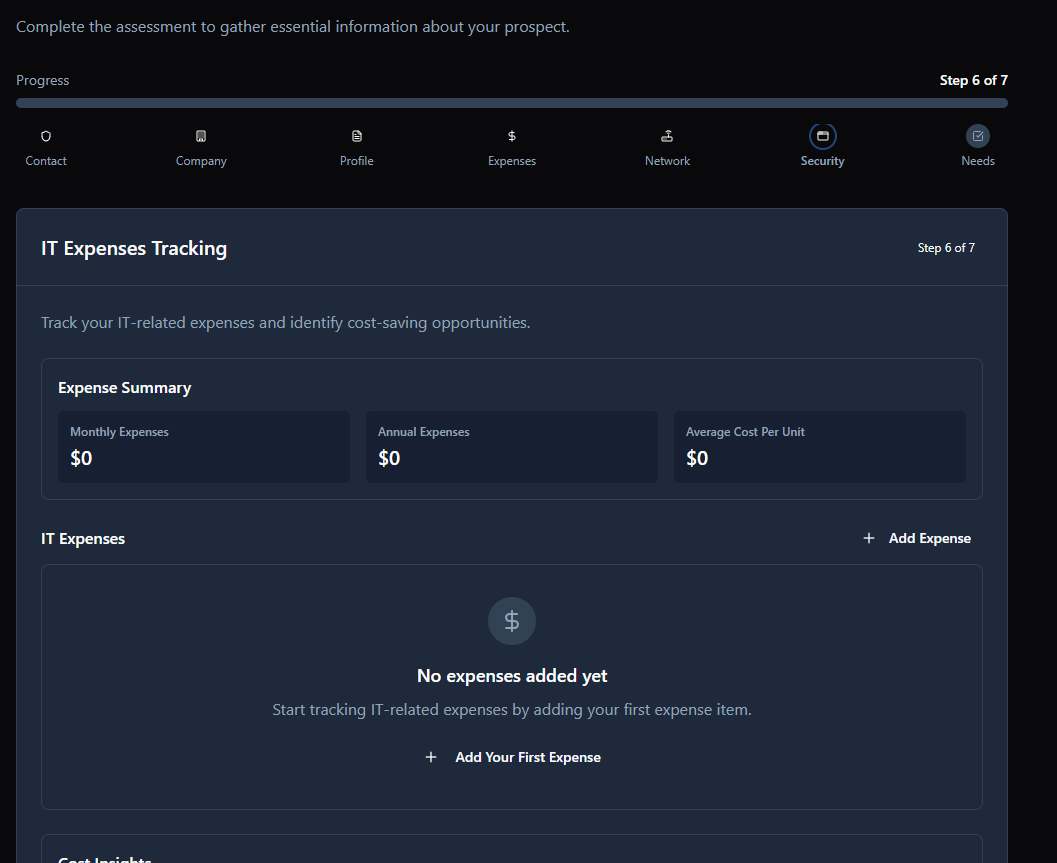 Complete the assessment to gather essential information about your prospect.
Progress
Step 6 of 7
Contact
Company
Profile
Expenses
Network
Security
Needs
IT Expenses Tracking
Step 6 of 7
Track your IT-related expenses and identify cost-saving opportunities.
Expense Summary
Monthly Expenses
$0
Annual Expenses
$0
Average Cost Per Unit
$0
IT Expenses
+ Add Expense
$
No expenses added yet
Start tracking IT-related expenses by adding your first expense item.
+ Add Your First Expense
Cost Insights